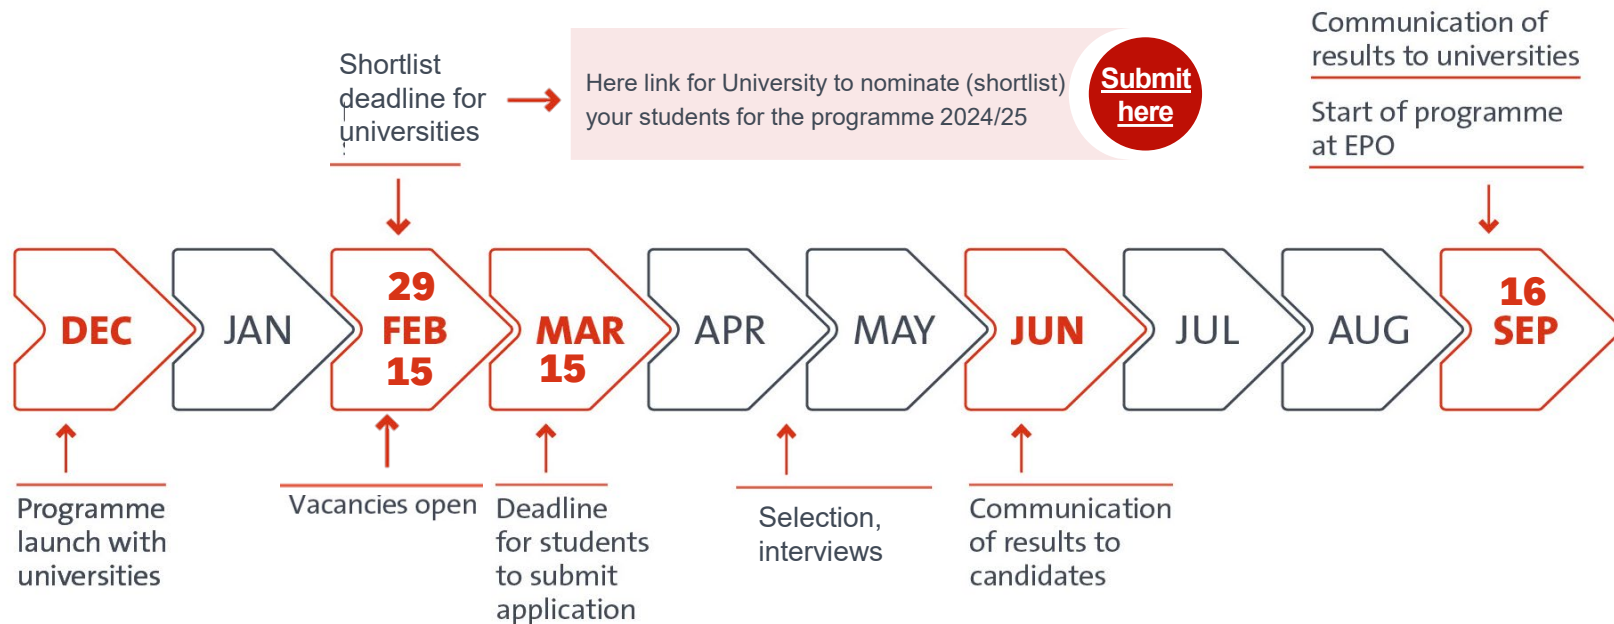 Communication of
results to universities
Start of programme
at EPO
Shortlist
deadline for
universities
Here link for University to nominate (shortlist)
your students for the programme 2024/25
Submit
here
DEC
JAN
29
FEB
15
MAR
15
APR
MAY
JUN
JUL
AUG
16
SEP
Programme
launch with
universities
Vacancies open
Deadline
for students
to submit
application
Selection,
interviews
Communication
of results to
candidates